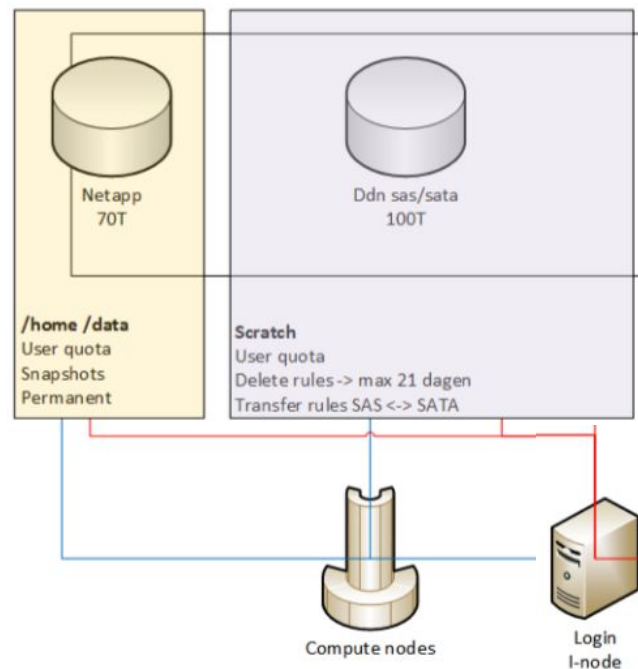 Netapp
70T
Ddn sas/sata
100T
/home /data
User quota
Snapshots
Permanent
Scratch
User quota
Delete rules -> max 21 dagen
Transfer rules SAS <-> SATA
Compute nodes
Login
I-node